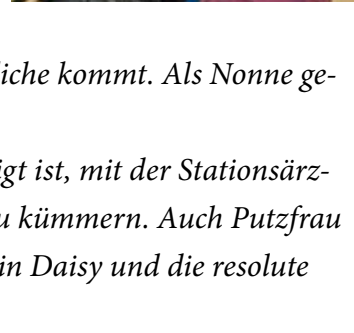 iche kommt. Als Nonne ge-
igt ist, mit der Stationsärz-
u kümmern. Auch Putzfrau
in Daisy und die resolute